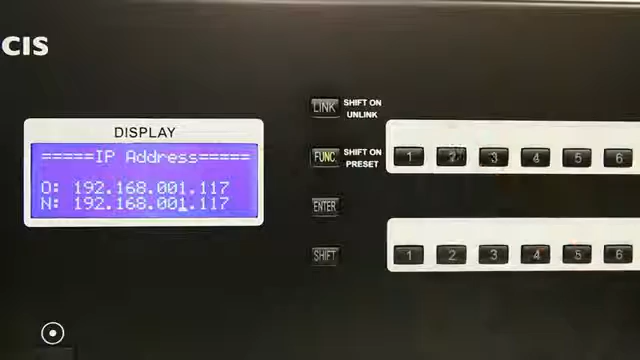 CIS
DISPLAY
=====IP Address=====
O: 192.168.001.117
N: 192.168.001.117
LINK SHIFT ON UNLINK
FUNC. SHIFT ON PRESET
ENTER
SHIFT
1 2 3 4 5 6
1 2 3 4 5 6